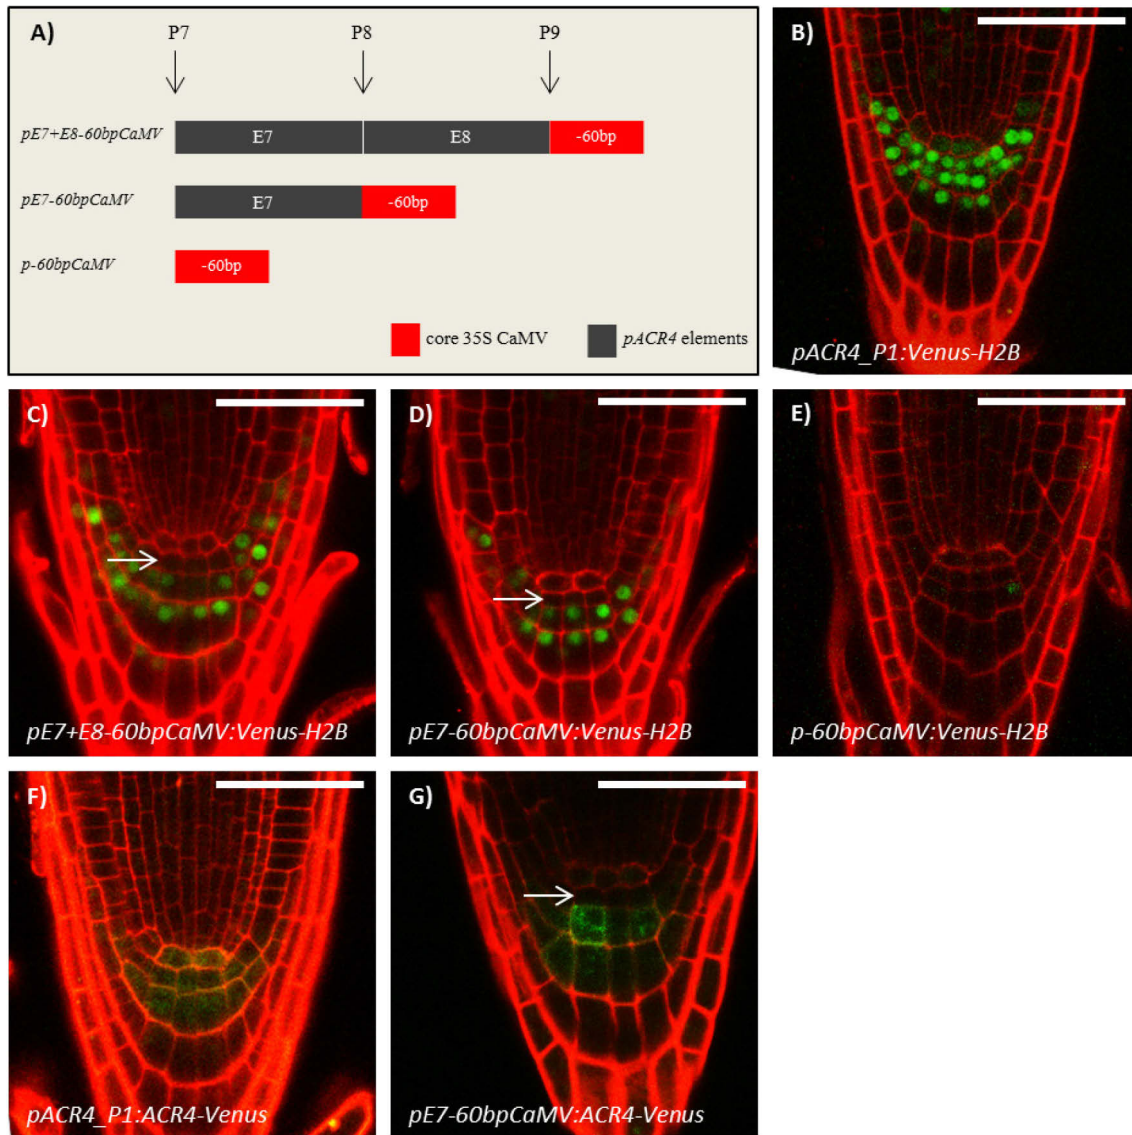 A)
P7 P8 P9
pE7+E8-60bpCaMV E7 E8 -60bp
pE7-60bpCaMV E7 -60bp
p-60bpCaMV -60bp
core 35S CaMV pACR4 elements
B)
pACR4_P1:Venus-H2B
C)
pE7+E8-60bpCaMV:Venus-H2B
D)
pE7-60bpCaMV:Venus-H2B
E)
p-60bpCaMV:Venus-H2B
F)
pACR4_P1:ACR4-Venus
G)
pE7-60bpCaMV:ACR4-Venus